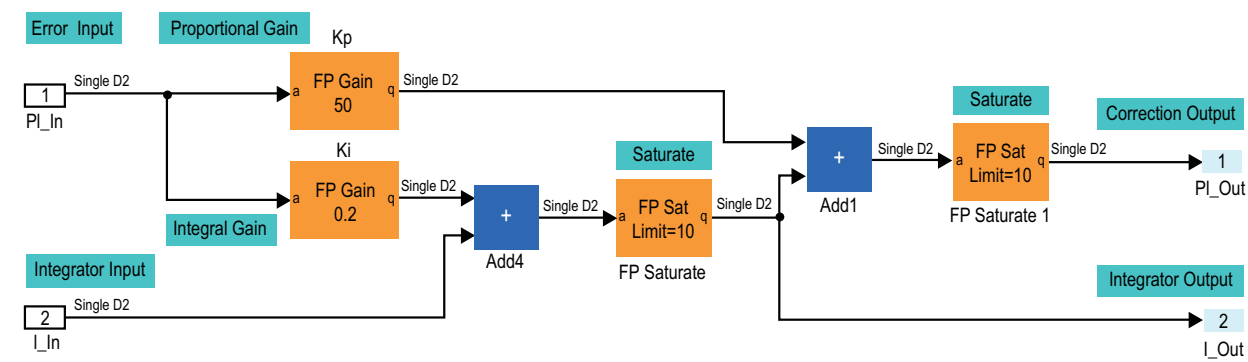 Error Input
Proportional Gain
Kp
Single D2
1
PI_In
a
FP Gain
50
q
Single D2
Ki
a
FP Gain
0.2
q
Single D2
Integral Gain
Integrator Input
Single D2
2
I_In
+
Add4
Single D2
Saturate
a
FP Sat
Limit=10
q
FP Saturate
Single D2
+
Add1
Single D2
Saturate
a
FP Sat
Limit=10
q
FP Saturate 1
Single D2
Correction Output
1
PI_Out
Integrator Output
2
I_Out